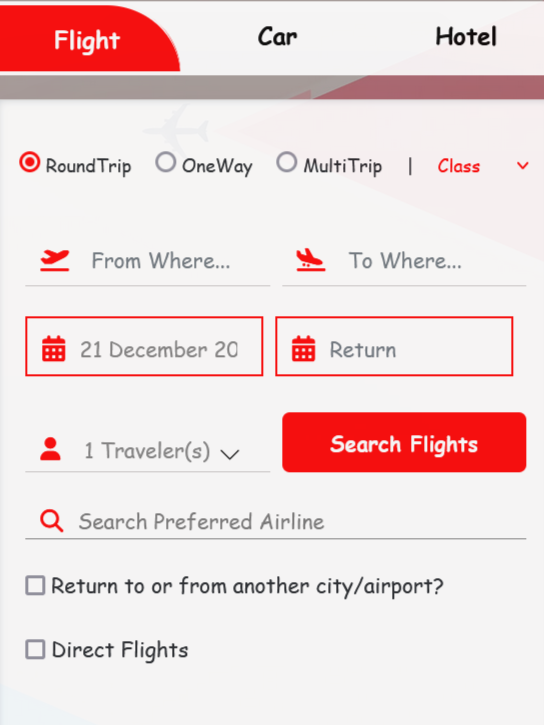 Flight Car Hotel
RoundTrip OneWay MultiTrip | Class
From Where... To Where...
21 December 20 Return
1 Traveler(s) Search Flights
Search Preferred Airline
Return to or from another city/airport?
Direct Flights